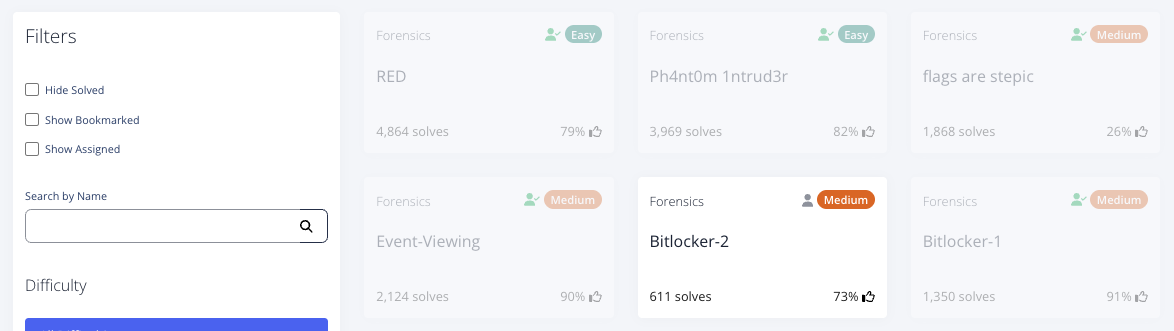 Filters
Hide Solved
Show Bookmarked
Show Assigned
Search by Name
Difficulty
Forensics Easy
RED
4,864 solves 79%
Forensics Easy
Ph4nt0m 1ntrud3r
3,969 solves 82%
Forensics Medium
flags are stepic
1,868 solves 26%
Forensics Medium
Event-Viewing
2,124 solves 90%
Forensics Medium
Bitlocker-2
611 solves 73%
Forensics Medium
Bitlocker-1
1,350 solves 91%